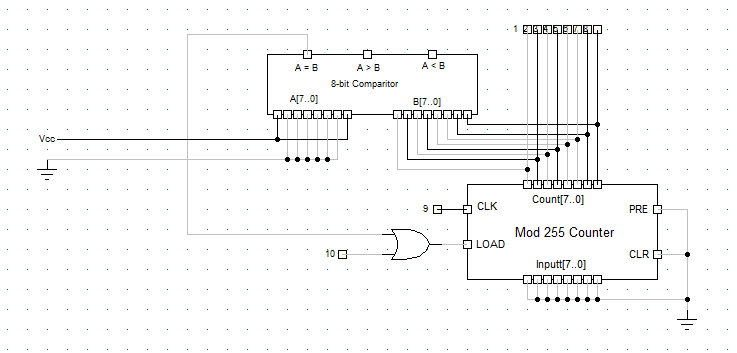 1 2 3 4 5 6 7 8
A = B A > B A < B
8-bit Comparitor
A[7..0] B[7..0]
Vcc
Count[7..0]
9 CLK PRE
Mod 255 Counter
LOAD
10 CLR
Inputt[7..0]